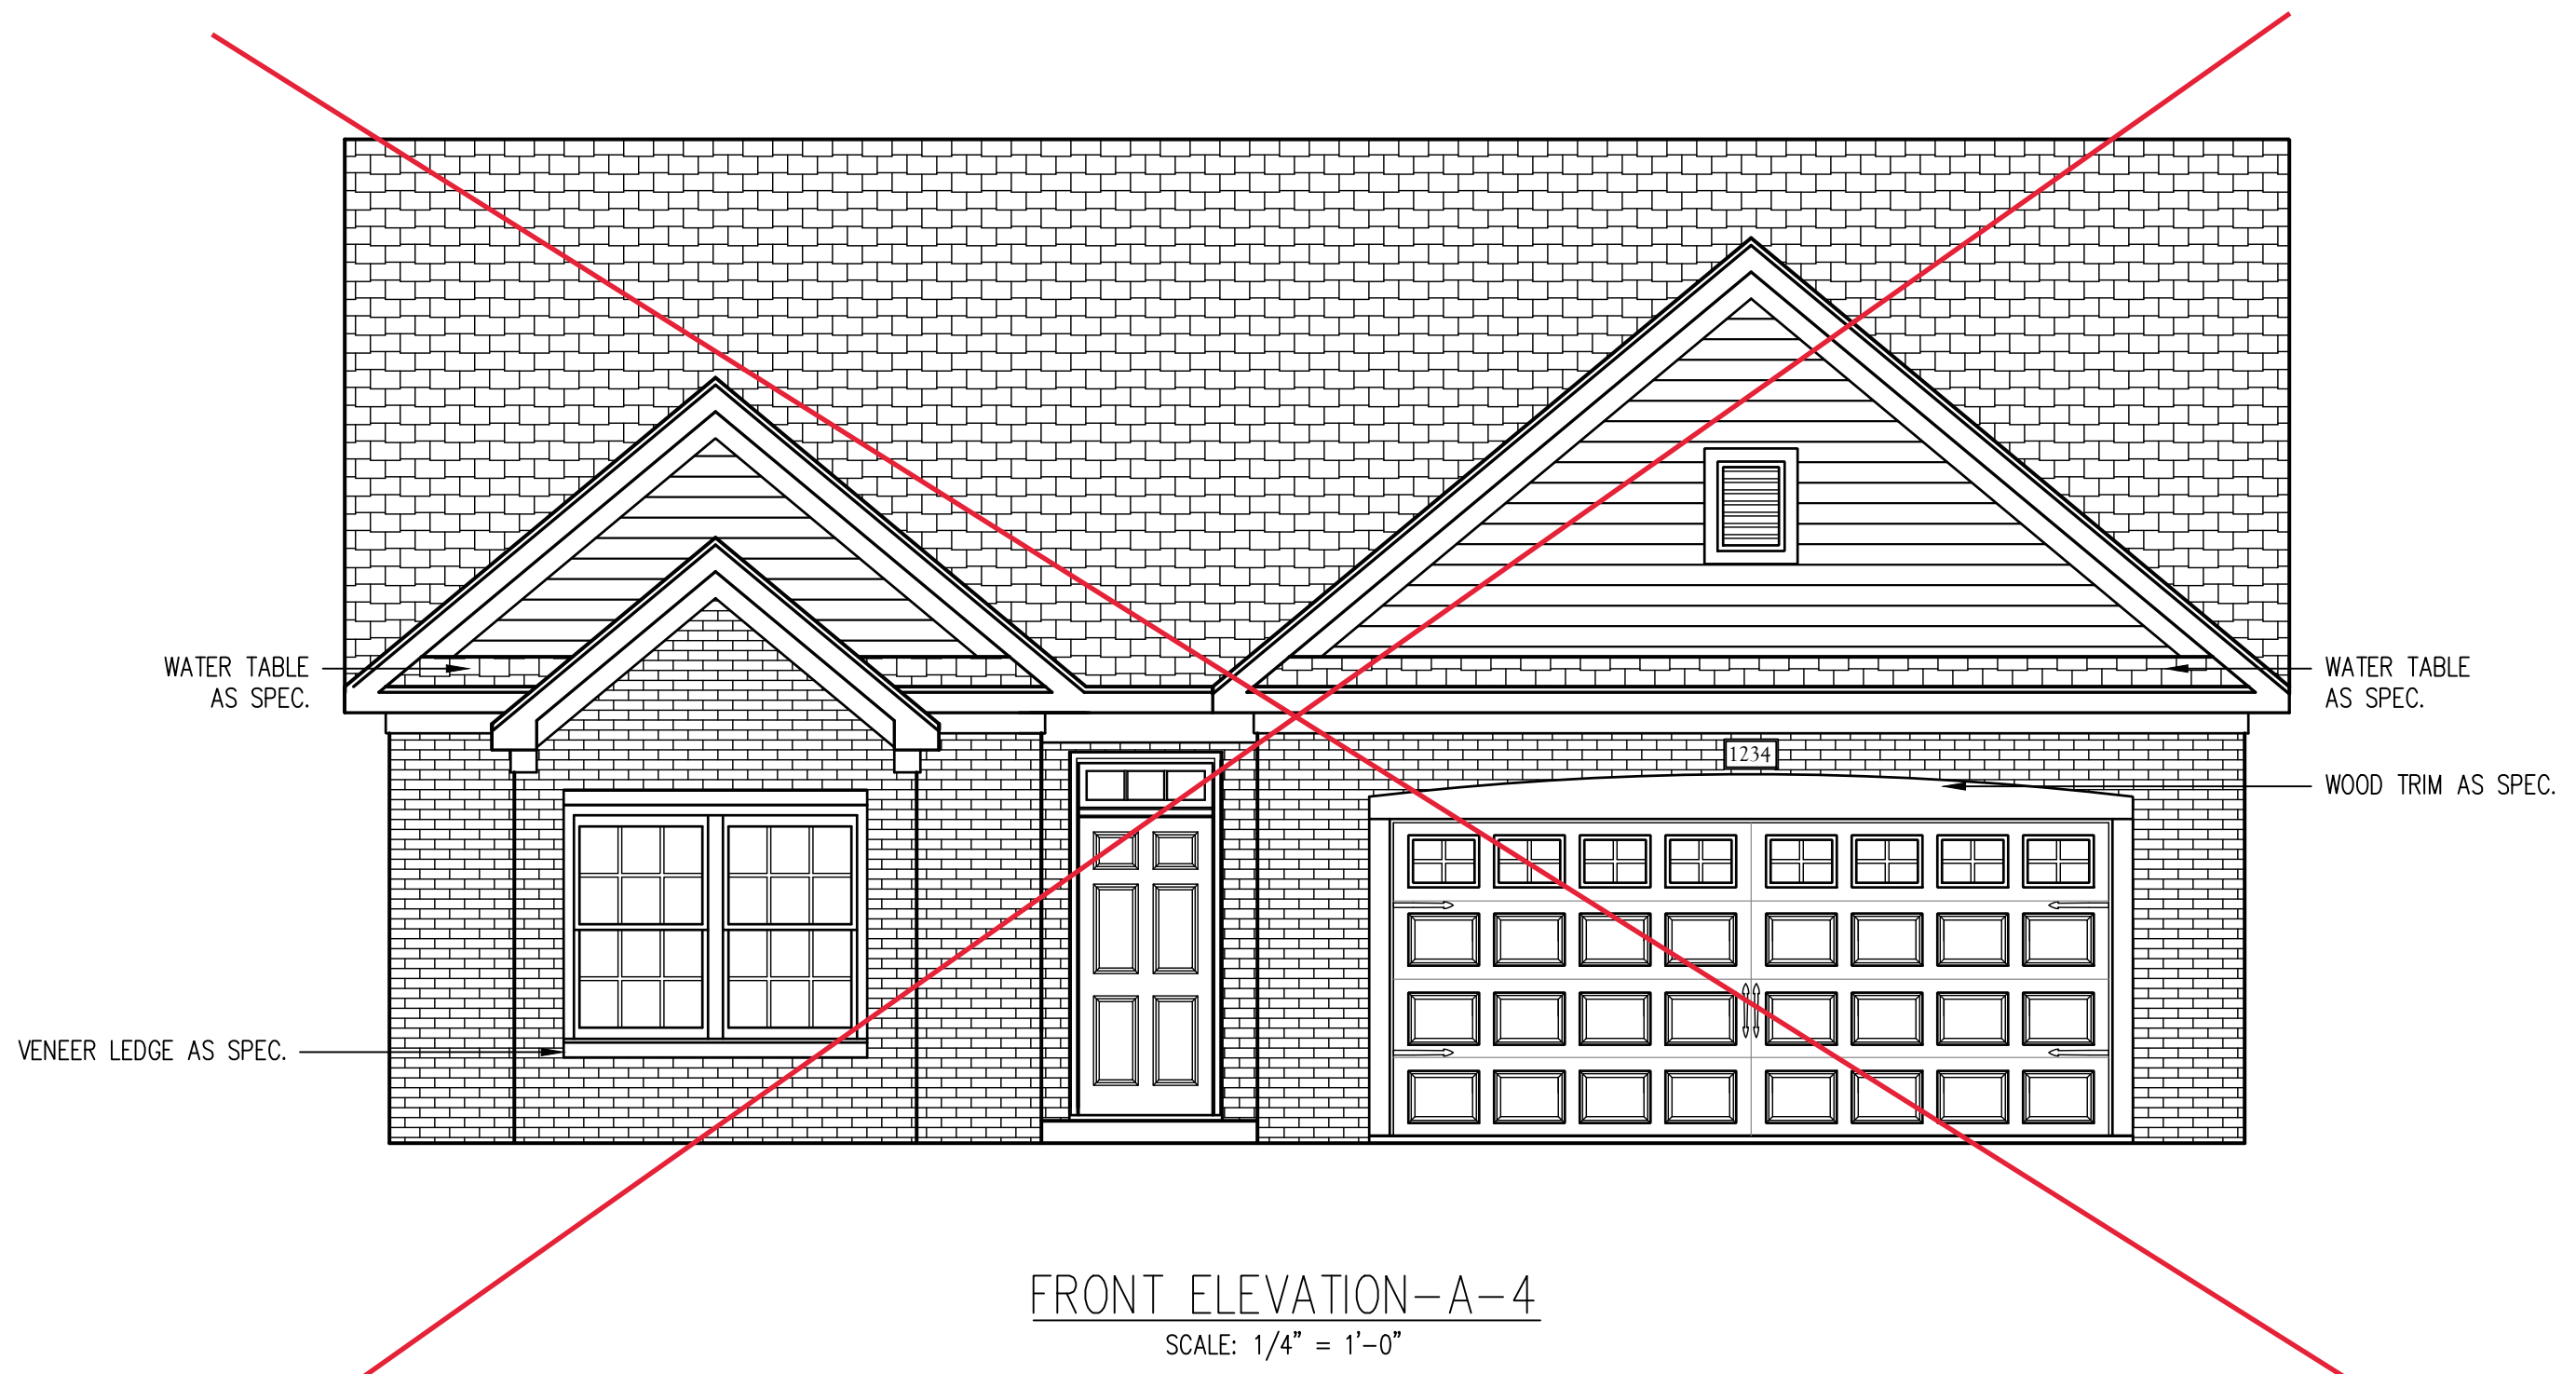 WATER TABLE
AS SPEC.
WATER TABLE
AS SPEC.
1234
WOOD TRIM AS SPEC.
VENEER LEDGE AS SPEC.
FRONT ELEVATION-A-4
SCALE: 1/4" = 1'-0"